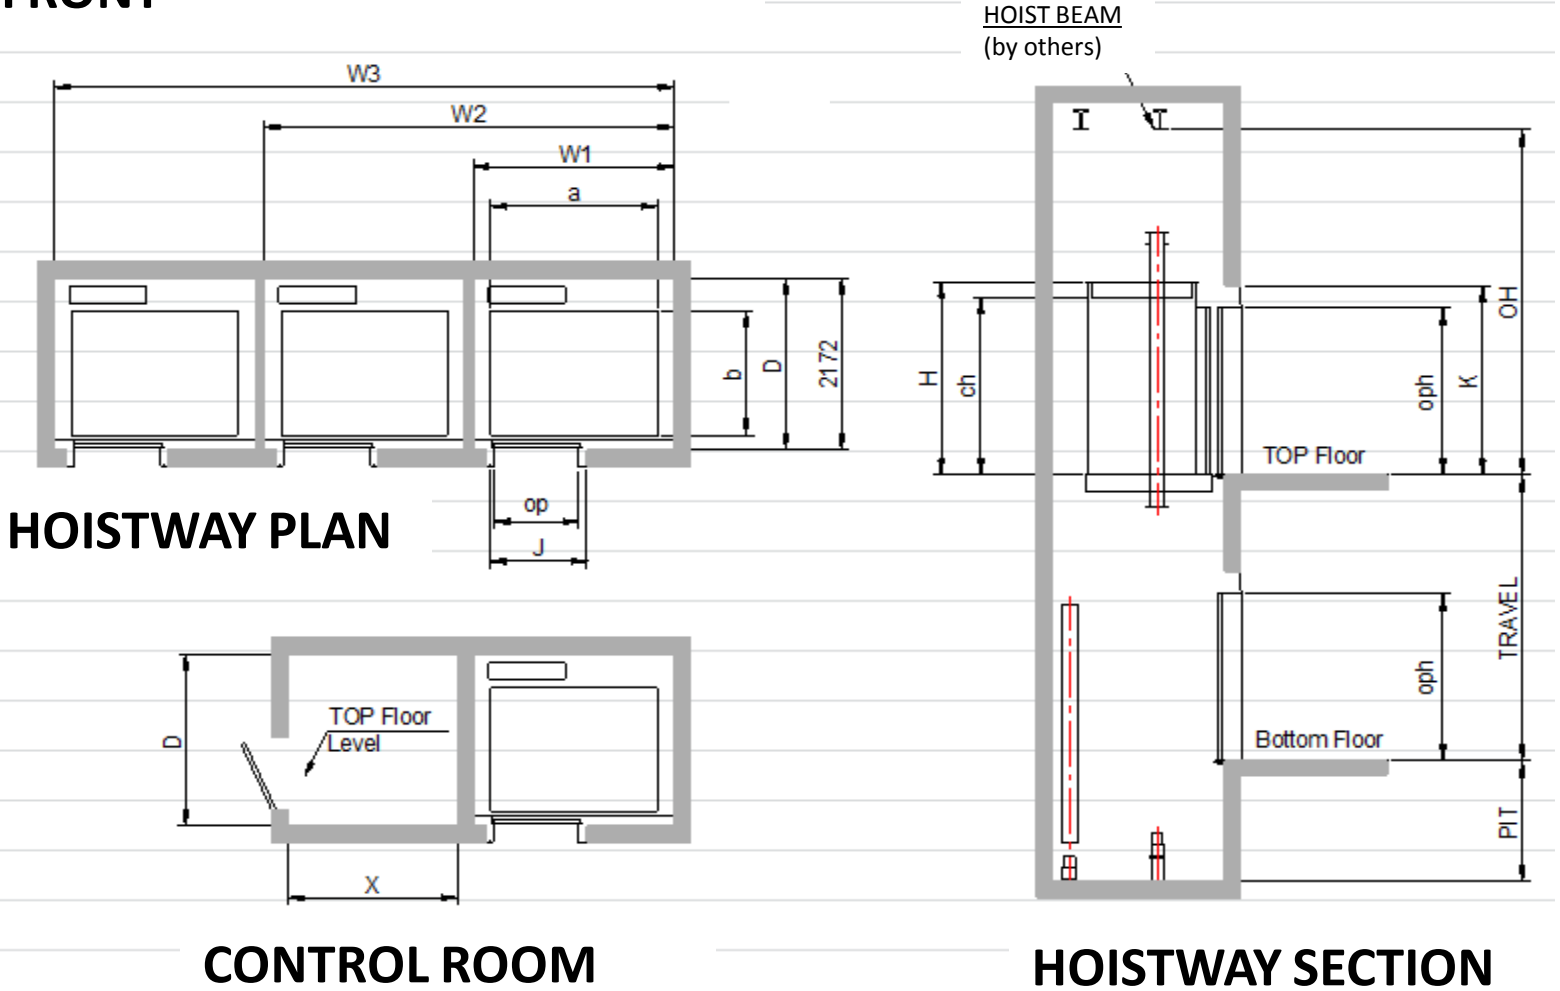 FRONT
HOIST BEAM
(by others)
W3
W2
W1
a
b
D
2172
op
J
HOISTWAY PLAN
D
TOP Floor
Level
X
CONTROL ROOM
H
ch
oph
K
OH
TOP Floor
TRAVEL
oph
Bottom Floor
PIT
HOISTWAY SECTION